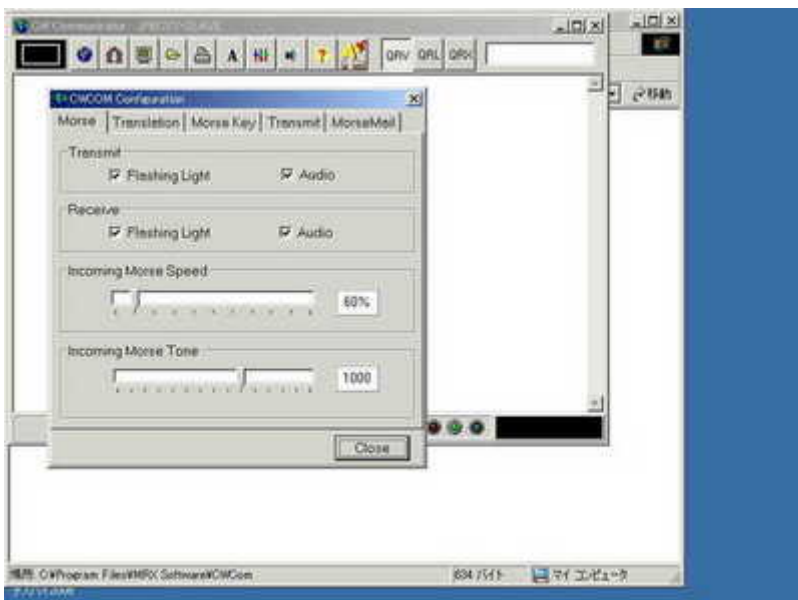 CW Communicator
A
?
QRV QRL QRX
移動
CWCOM Configuration
Morse Translation Morse Key Transmit MorseMail
Transmit
Flashing Light Audio
Receive
Flashing Light Audio
Incoming Morse Speed
60%
Incoming Morse Tone
1000
Close
場所: C:¥Program Files¥MRX Software¥CWCom 634 バイト マイ コンピュータ